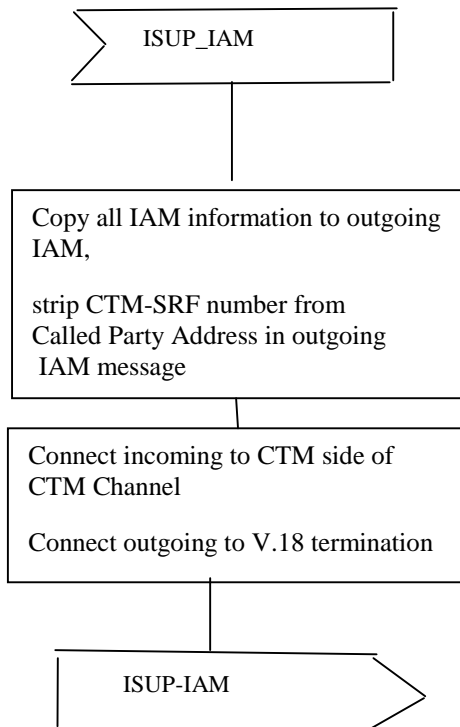 ISUP_IAM
Copy all IAM information to outgoing
IAM,
strip CTM-SRF number from
Called Party Address in outgoing
IAM message
Connect incoming to CTM side of
CTM Channel
Connect outgoing to V.18 termination
ISUP-IAM